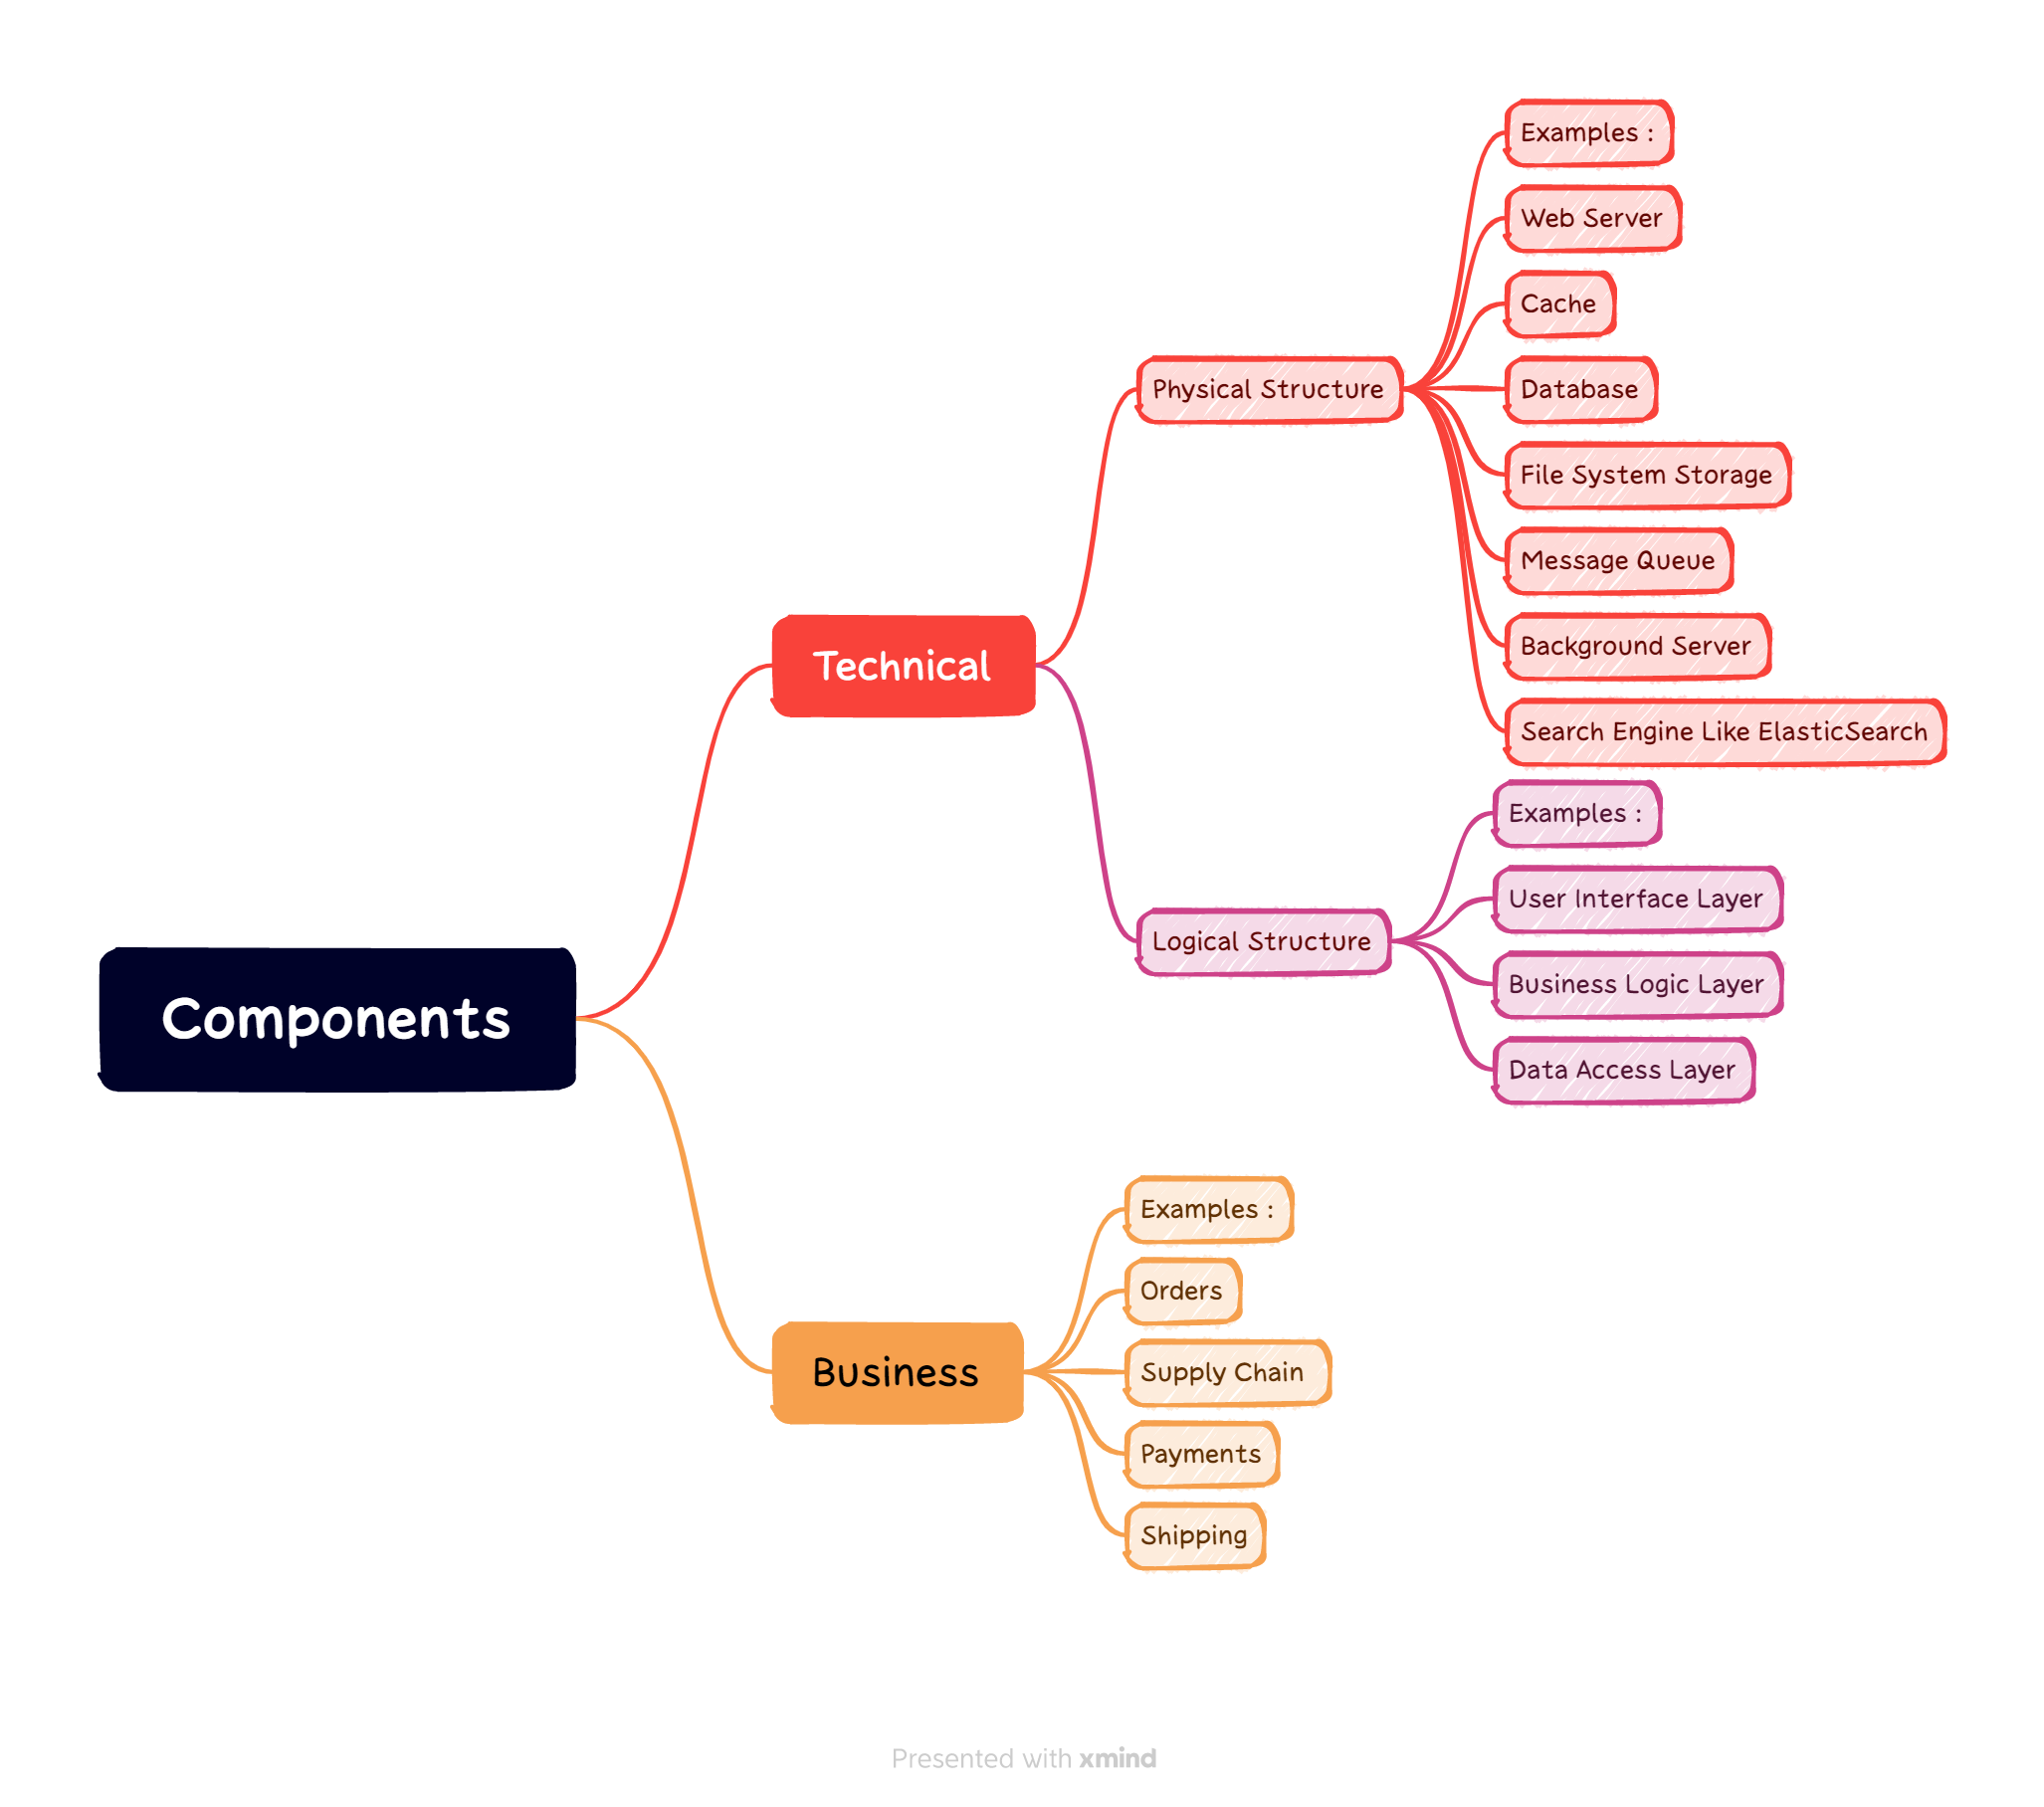 Components
Technical
Physical Structure
Examples :
Web Server
Cache
Database
File System Storage
Message Queue
Background Server
Search Engine Like ElasticSearch
Logical Structure
Examples :
User Interface Layer
Business Logic Layer
Data Access Layer
Business
Examples :
Orders
Supply Chain
Payments
Shipping
Presented with xmind